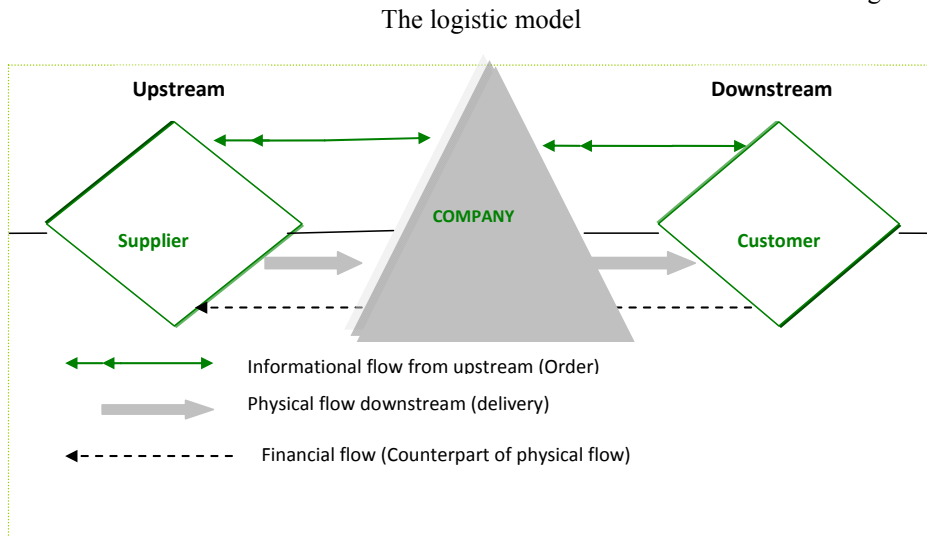 The logistic model
Upstream
Downstream
COMPANY
Supplier
Customer
Informational flow from upstream (Order)
Physical flow downstream (delivery)
Financial flow (Counterpart of physical flow)